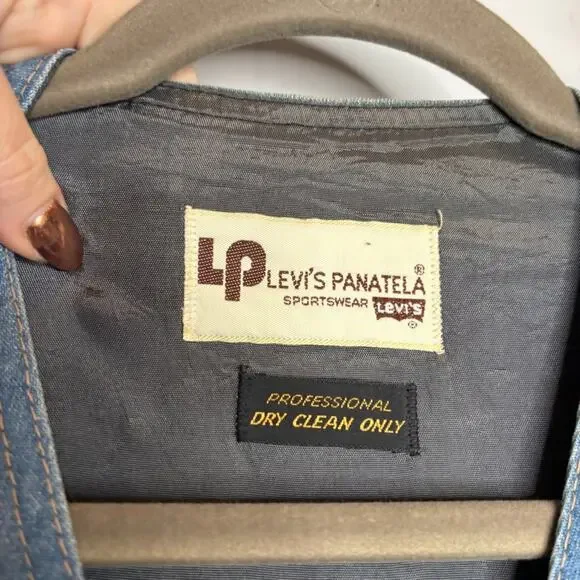 LP LEVI'S PANATELA ®
SPORTSWEAR LEVI'S ®
PROFESSIONAL
DRY CLEAN ONLY